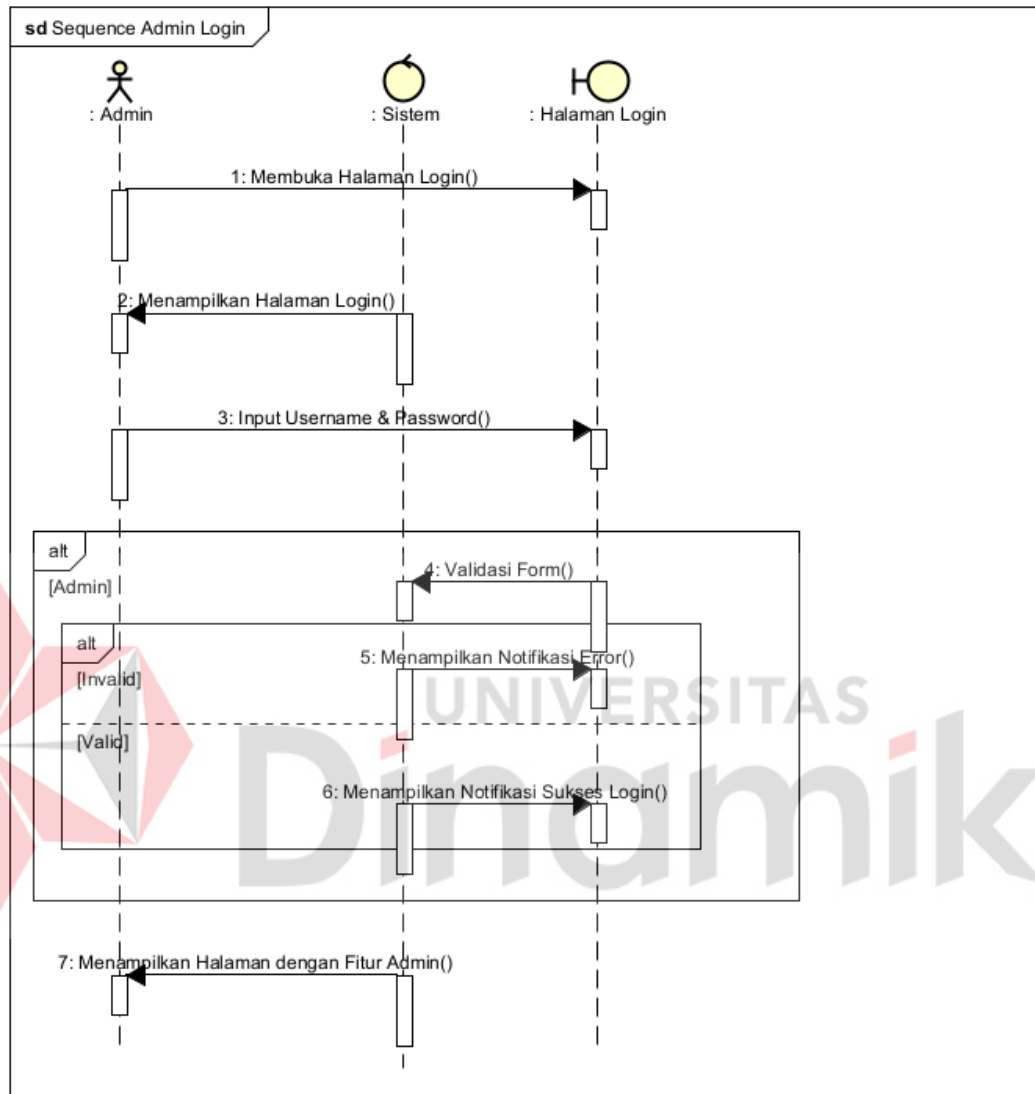 sd Sequence Admin Login
: Admin
: Sistem
: Halaman Login
1: Membuka Halaman Login()
2: Menampilkan Halaman Login()
3: Input Username & Password()
alt
[Admin]
4: Validasi Form()
alt
5: Menampilkan Notifikasi Error()
[Invalid]
UNIVERSITAS
Dinamika
[Valid]
6: Menampilkan Notifikasi Sukses Login()
7: Menampilkan Halaman dengan Fitur Admin()